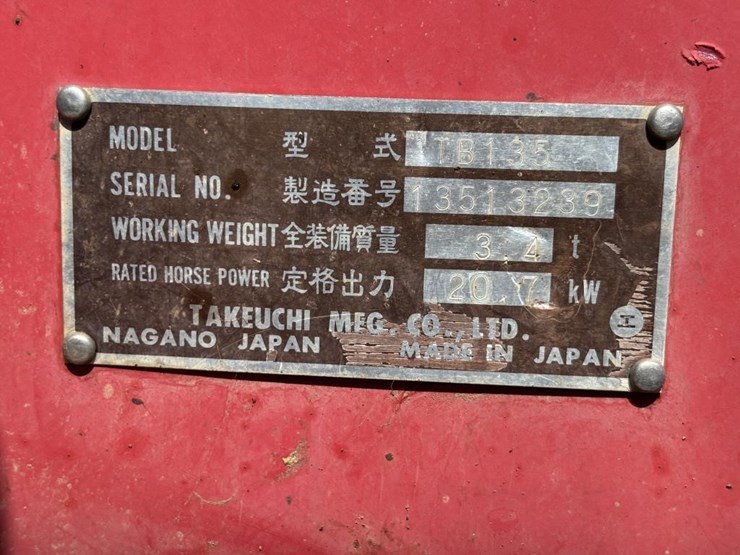 MODEL 型式 TB135
SERIAL NO. 製造番号 13513239
WORKING WEIGHT 全装備質量 3.4 t
RATED HORSE POWER 定格出力 20.7 kW
TAKEUCHI MFG. CO., LTD.
NAGANO JAPAN MADE IN JAPAN